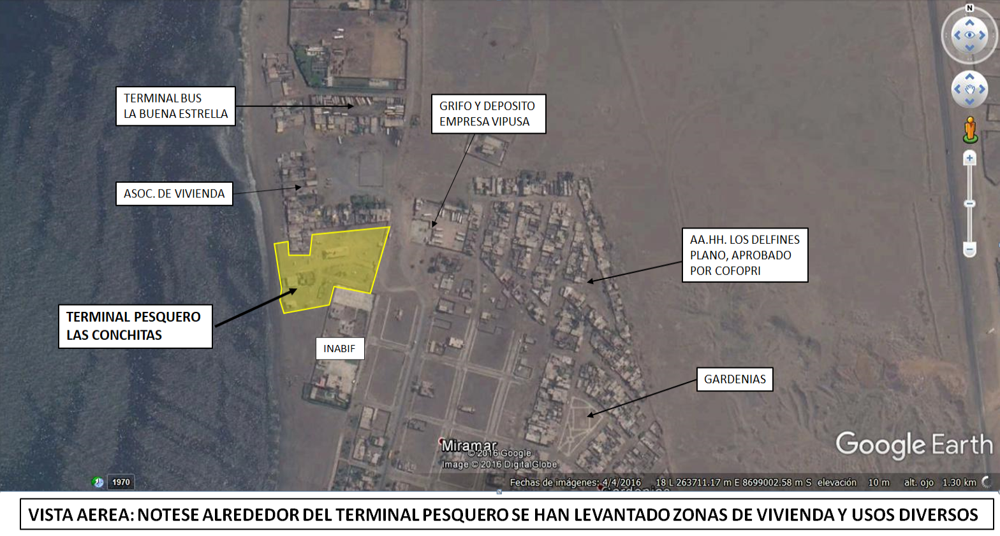 N
TERMINAL BUS
LA BUENA ESTRELLA
GRIFO Y DEPOSITO
EMPRESA VIPUSA
ASOC. DE VIVIENDA
AA.HH. LOS DELFINES
PLANO, APROBADO
POR COFOPRI
TERMINAL PESQUERO
LAS CONCHITAS
INABIF
GARDENIAS
Miramar
© 2016 Google
Image © 2016 DigitalGlobe
Google Earth
1970
Fechas de imágenes: 4/4/2016 18 L 263711.17 m E 8699002.58 m S elevación 10 m alt. ojo 1.30 km
VISTA AEREA: NOTESE ALREDEDOR DEL TERMINAL PESQUERO SE HAN LEVANTADO ZONAS DE VIVIENDA Y USOS DIVERSOS